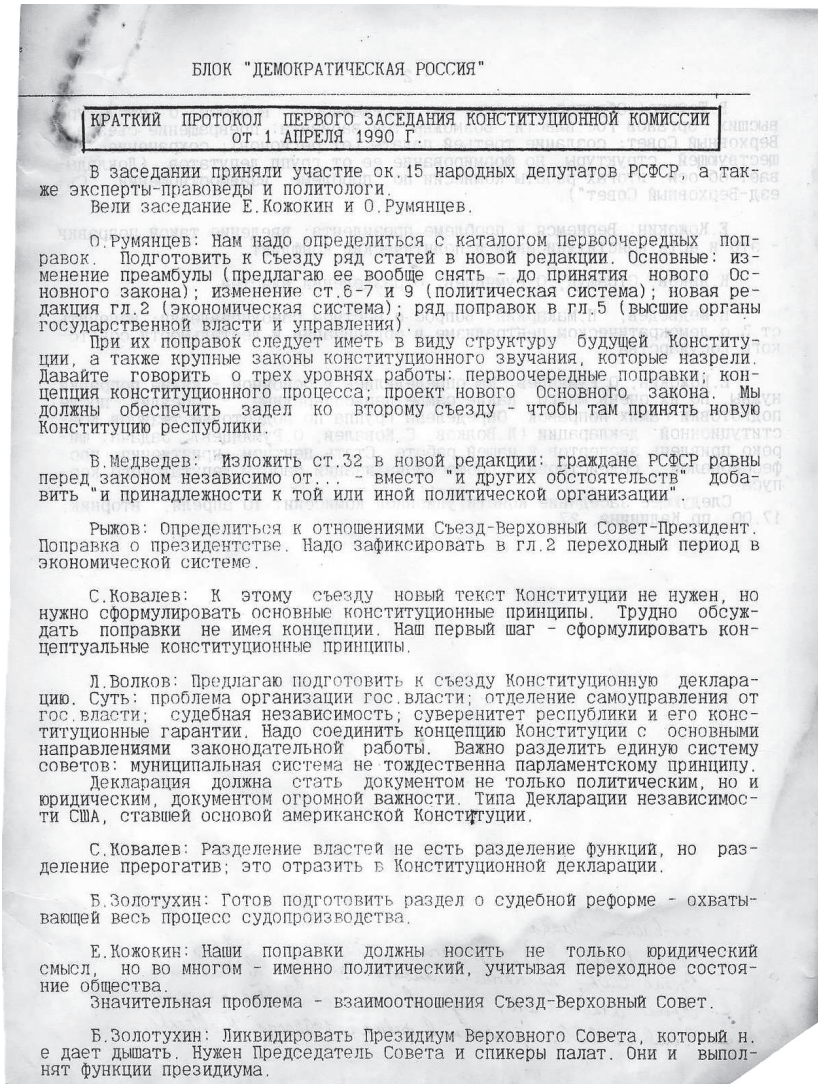 БЛОК "ДЕМОКРАТИЧЕСКАЯ РОССИЯ"
КРАТКИЙ ПРОТОКОЛ ПЕРВОГО ЗАСЕДАНИЯ КОНСТИТУЦИОННОЙ КОМИССИИ
ОТ 1 АПРЕЛЯ 1990 Г.
В заседании приняли участие ок.15 народных депутатов РСФСР, а так-
же эксперты-правоведы и политологи.
Вели заседание Е.Кожокин и О.Румянцев.
О.Румянцев: Нам надо определиться с каталогом первоочередных поп-
равок. Подготовить к Съезду ряд статей в новой редакции. Основные: из-
менение преамбулы (предлагаю ее вообще снять - до принятия нового Ос-
новного закона); изменение ст.6-7 и 9 (политическая система); новая ре-
дакция гл.2 (экономическая система); ряд поправок в гл.5 (высшие органы
государственной власти и управления).
При их поправок следует иметь в виду структуру будущей Конститу-
ции, а также крупные законы конституционного звучания, которые назрели.
Давайте говорить о трех уровнях работы: первоочередные поправки; кон-
цепция конституционного процесса; проект нового Основного закона. Мы
должны обеспечить задел ко второму съезду - чтобы там принять новую
Конституцию республики.
В.Медведев: Изложить ст.32 в новой редакции: граждане РСФСР равны
перед законом независимо от... - вместо "и других обстоятельств" доба-
вить "и принадлежности к той или иной политической организации".
Рыжов: Определиться к отношениями Съезд-Верховный Совет-Президент.
Поправка о президентстве. Надо зафиксировать в гл.2 переходный период в
экономической системе.
С.Ковалев: К этому съезду новый текст Конституции не нужен, но
нужно сформулировать основные конституционные принципы. Трудно обсуж-
дать поправки не имея концепции. Наш первый шаг - сформулировать кон-
цептуальные конституционные принципы.
Л.Волков: Предлагаю подготовить к съезду Конституционную деклара-
цию. Суть: проблема организации гос.власти; отделение самоуправления от
гос.власти; судебная независимость; суверенитет республики и его конс-
титуционные гарантии. Надо соединить концепцию Конституции с основными
направлениями законодательной работы. Важно разделить единую систему
советов: муниципальная система не тождественна парламентскому принципу.
Декларация должна стать документом не только политическим, но и
юридическим, документом огромной важности. Типа Декларации независимос-
ти США, ставшей основой американской Конституции.
С.Ковалев: Разделение властей не есть разделение функций, но раз-
деление прерогатив; это отразить в Конституционной декларации.
Б.Золотухин: Готов подготовить раздел о судебной реформе - охваты-
вающей весь процесс судопроизводства.
Е.Кожокин: Наши поправки должны носить не только юридический
смысл, но во многом - именно политический, учитывая переходное состоя-
ние общества.
Значительная проблема - взаимоотношения Съезд-Верховный Совет.
Б.Золотухин: Ликвидировать Президиум Верховного Совета, который н.
е дает дышать. Нужен Председатель Совета и спикеры палат. Они и выпол-
нят функции президиума.